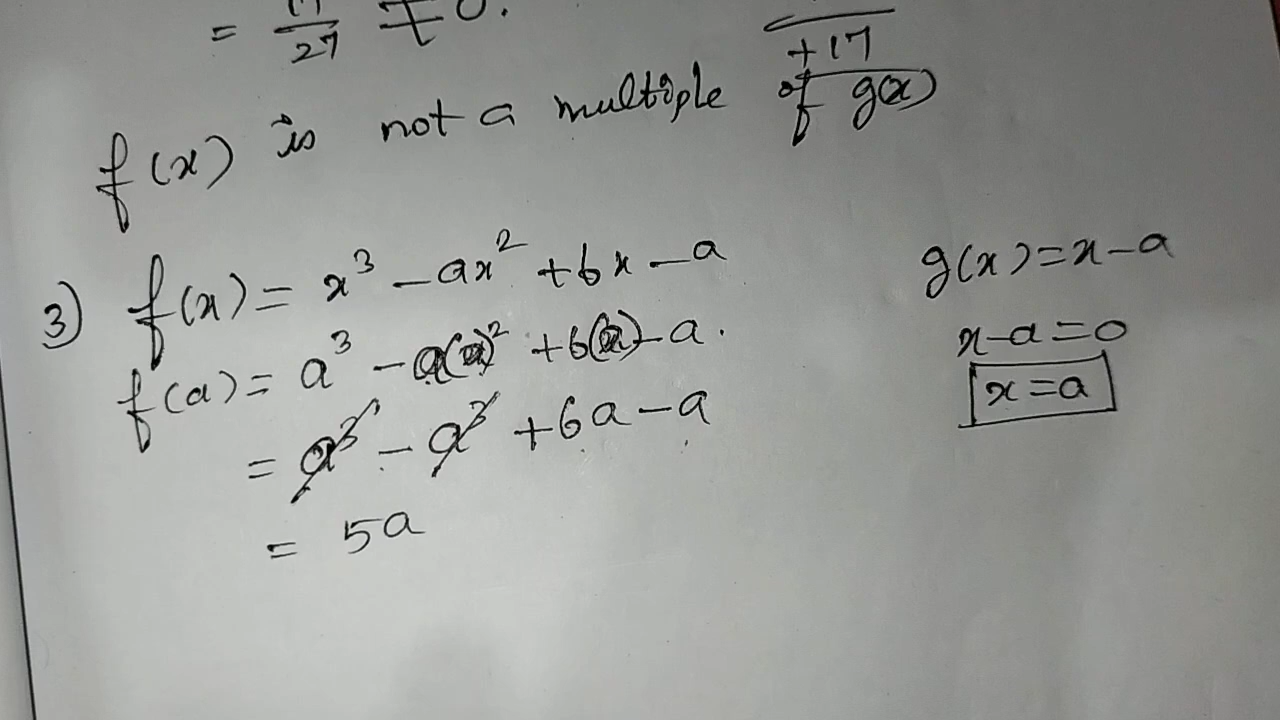 = 17/27 ≠ 0.
+17
f(x) is not a multiple of g(x)
3) f(x) = x³ - ax² + 6x - a
g(x) = x - a
f(a) = a³ - a(a)² + 6(a) - a.
x - a = 0
= a³ - a³ + 6a - a
x = a
= 5a